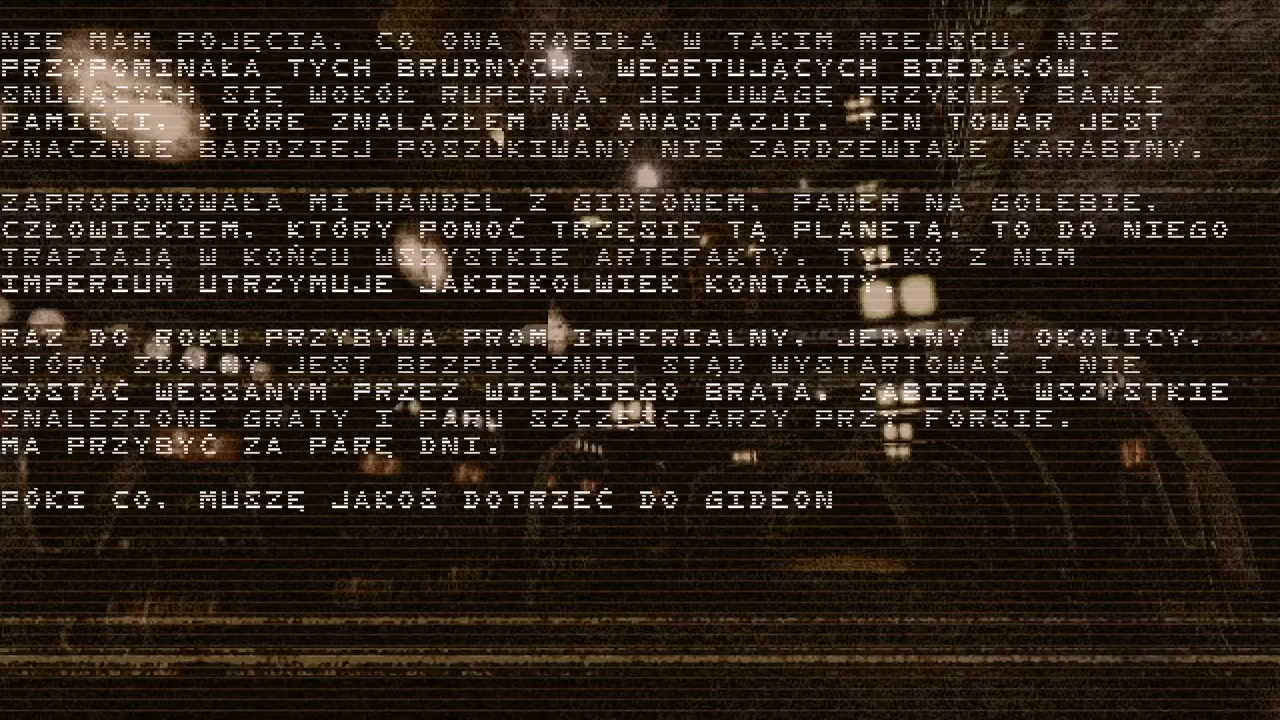 NIE MAM POJĘCIA, CO ONA ROBIŁA W TAKIM MIEJSCU. NIE
PRZYPOMINAŁA TYCH BRUDNYCH, WEGETUJĄCYCH BIEDAKÓW,
SNUJĄCYCH SIĘ WOKÓŁ RUPERTA. JEJ UWAGĘ PRZYKUŁY BANKI
PAMIĘCI, KTÓRE ZNALAZŁEM NA ANASTAZJI. TEN TOWAR JEST
ZNACZNIE BARDZIEJ POSZUKIWANY NIŻ ZARDZEWIAŁE KARABINY.
ZAPROPONOWAŁA MI HANDEL Z GIDEONEM, PANEM NA GOLEBIE,
CZŁOWIEKIEM, KTÓRY PONOĆ TRZĘSIE TĄ PLANETĄ. TO DO NIEGO
TRAFIAJĄ W KOŃCU WSZYSTKIE ARTEFAKTY. TYLKO Z NIM
IMPERIUM UTRZYMUJE JAKIEKOLWIEK KONTAKTY.
RAZ DO ROKU PRZYBYWA PROM IMPERIALNY, JEDYNY W OKOLICY,
KTÓRY ZDOŁA JEST BEZPIECZNIE STĄD WYSTARTOWAĆ I NIE
ZOSTAĆ WESSANYM PRZEZ WIELKIEGO BRATA. ZABIERA WSZYSTKIE
ZNALEZIONE GRATY I PARU SZCZĘŚCIARZY PRZY FORSIE.
MA PRZYBYĆ ZA PARĘ DNI.
PÓKI CO, MUSZĘ JAKOŚ DOTRZEĆ DO GIDEON